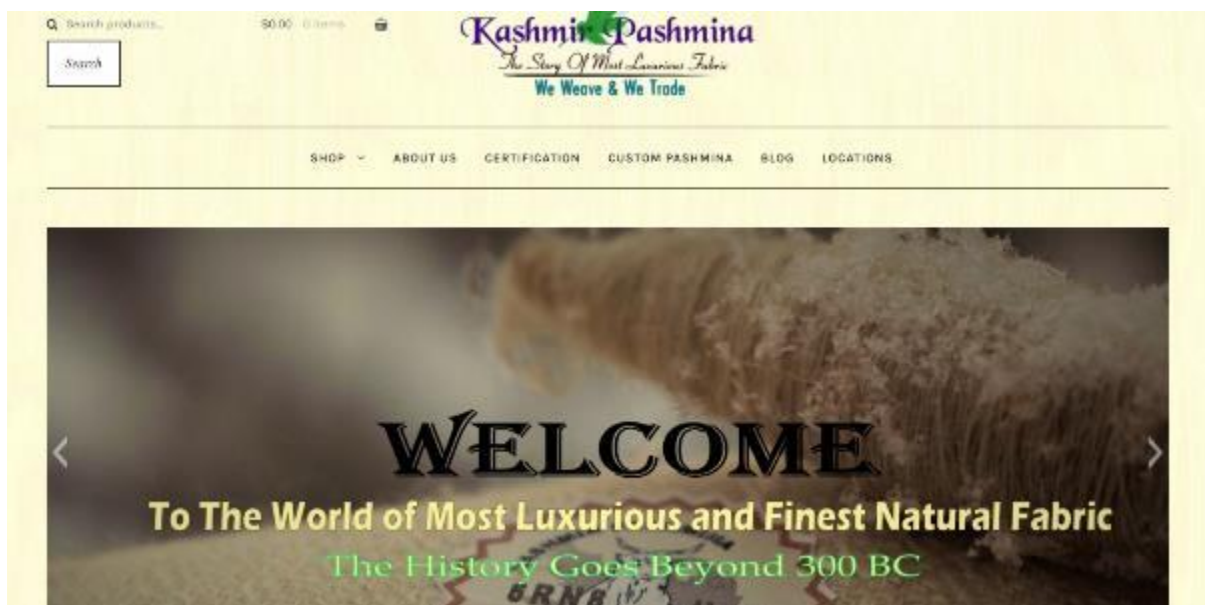 Search products...
$0.00 0 items
Search
Kashmir Pashmina
The Story Of Most Luxurious Fabric
We Weave & We Trade
SHOP ABOUT US CERTIFICATION CUSTOM PASHMINA BLOG LOCATIONS
WELCOME
To The World of Most Luxurious and Finest Natural Fabric
The History Goes Beyond 300 BC